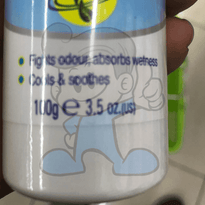 Fights odour, absorbs wetness
Cools & soothes
100g e 3.5 oz.(us)